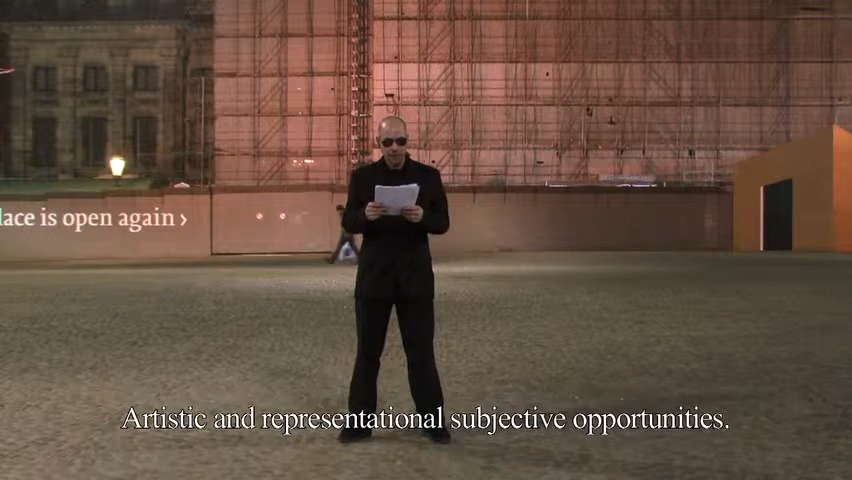 lace is open again ›
Artistic and representational subjective opportunities.